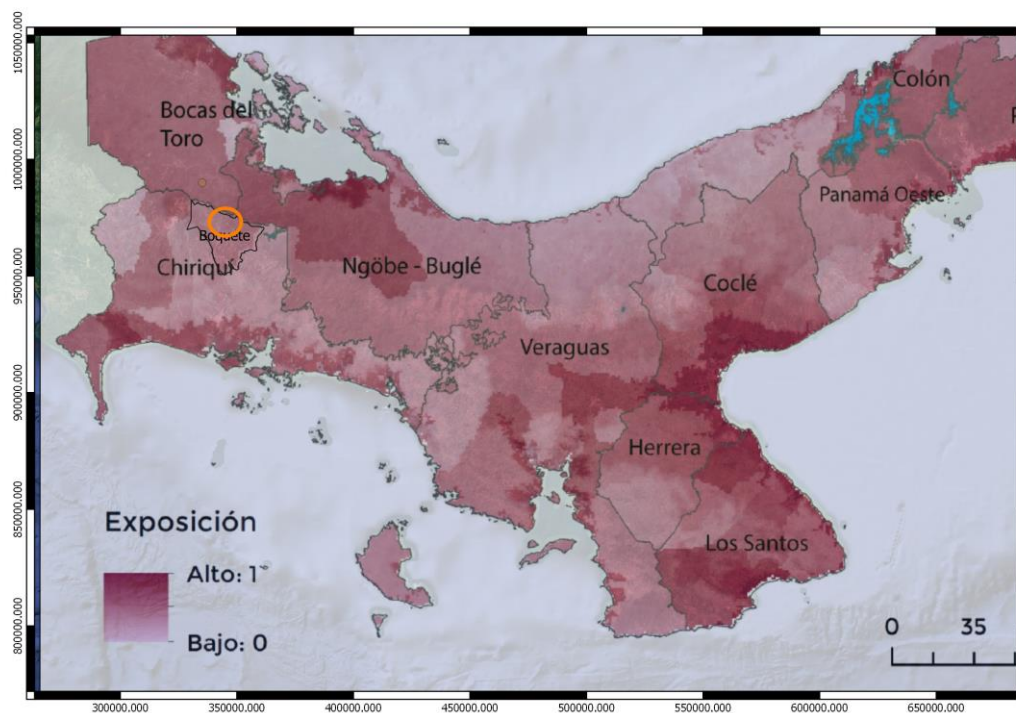 Colón
Bocas del
Toro
P
Panamá Oeste
Boquete
Chiriquí
Ngöbe - Buglé
Coclé
Veraguas
Herrera
Los Santos
Exposición
Alto: 1
Bajo: 0
0 35
1050000.000
1000000.000
950000.000
900000.000
850000.000
800000.000
300000.000 350000.000 400000.000 450000.000 500000.000 550000.000 600000.000 650000.000